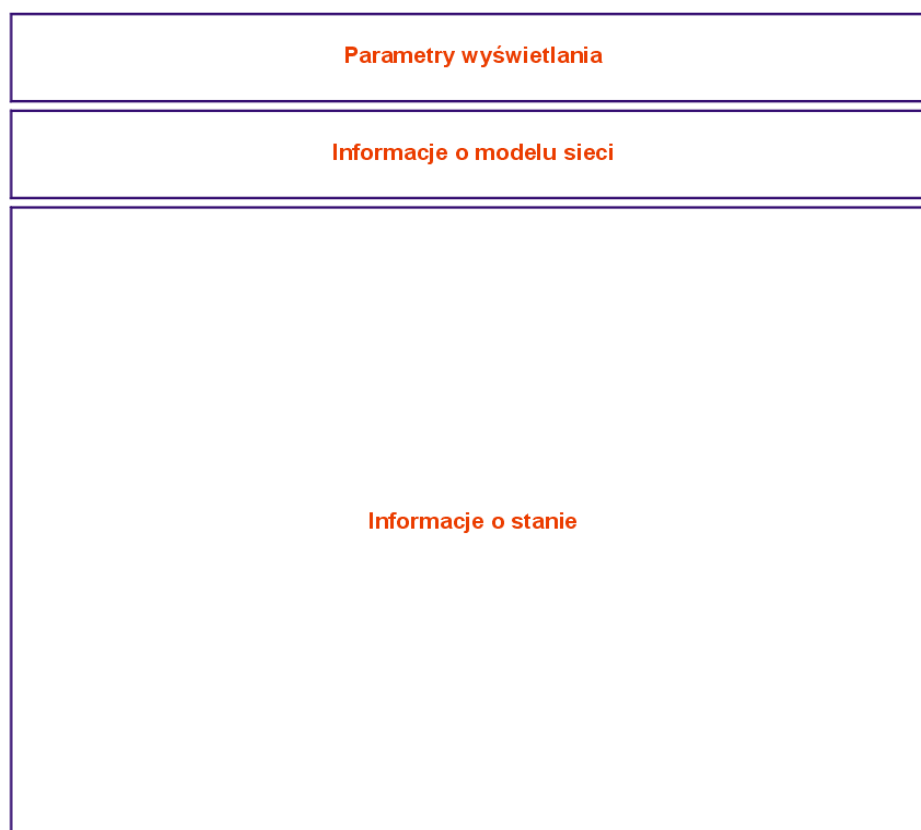 Parametry wyświetlania
Informacje o modelu sieci
Informacje o stanie